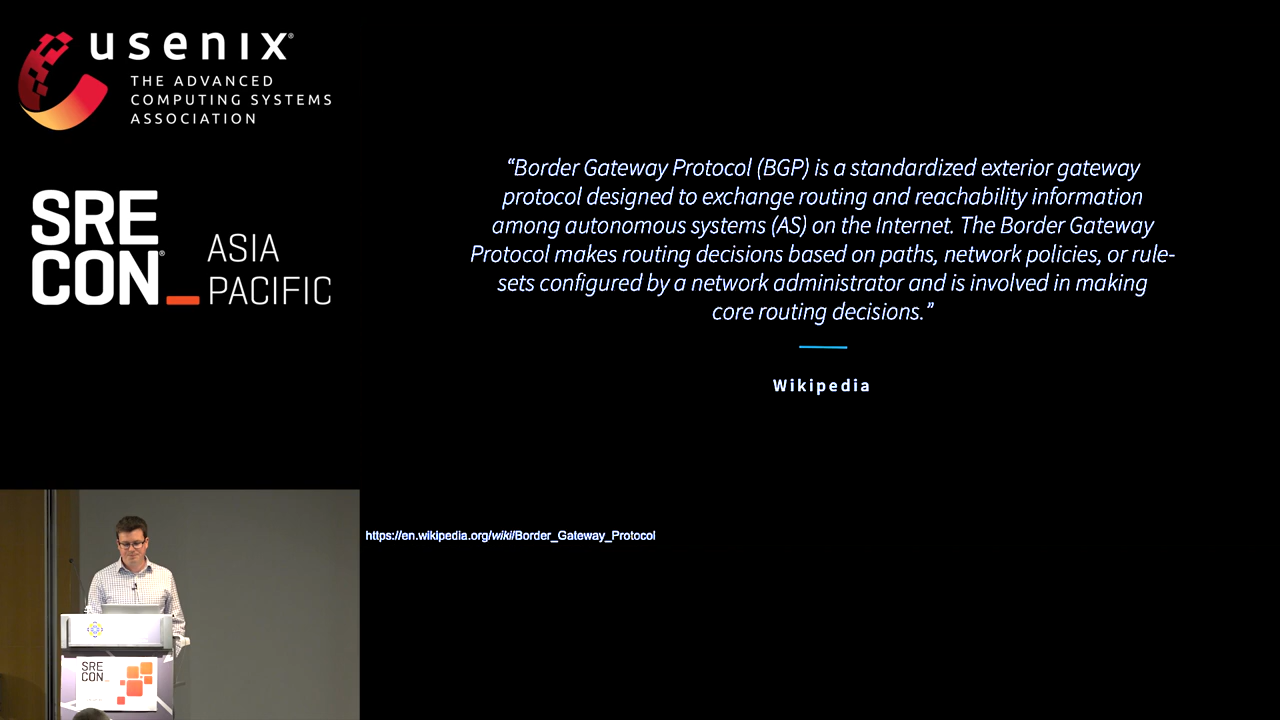 usenix®
THE ADVANCED
COMPUTING SYSTEMS
ASSOCIATION
SRE
CON_®
ASIA
PACIFIC
“Border Gateway Protocol (BGP) is a standardized exterior gateway
protocol designed to exchange routing and reachability information
among autonomous systems (AS) on the Internet. The Border Gateway
Protocol makes routing decisions based on paths, network policies, or rule-
sets configured by a network administrator and is involved in making
core routing decisions.”
Wikipedia
https://en.wikipedia.org/wiki/Border_Gateway_Protocol
SRE
CON_